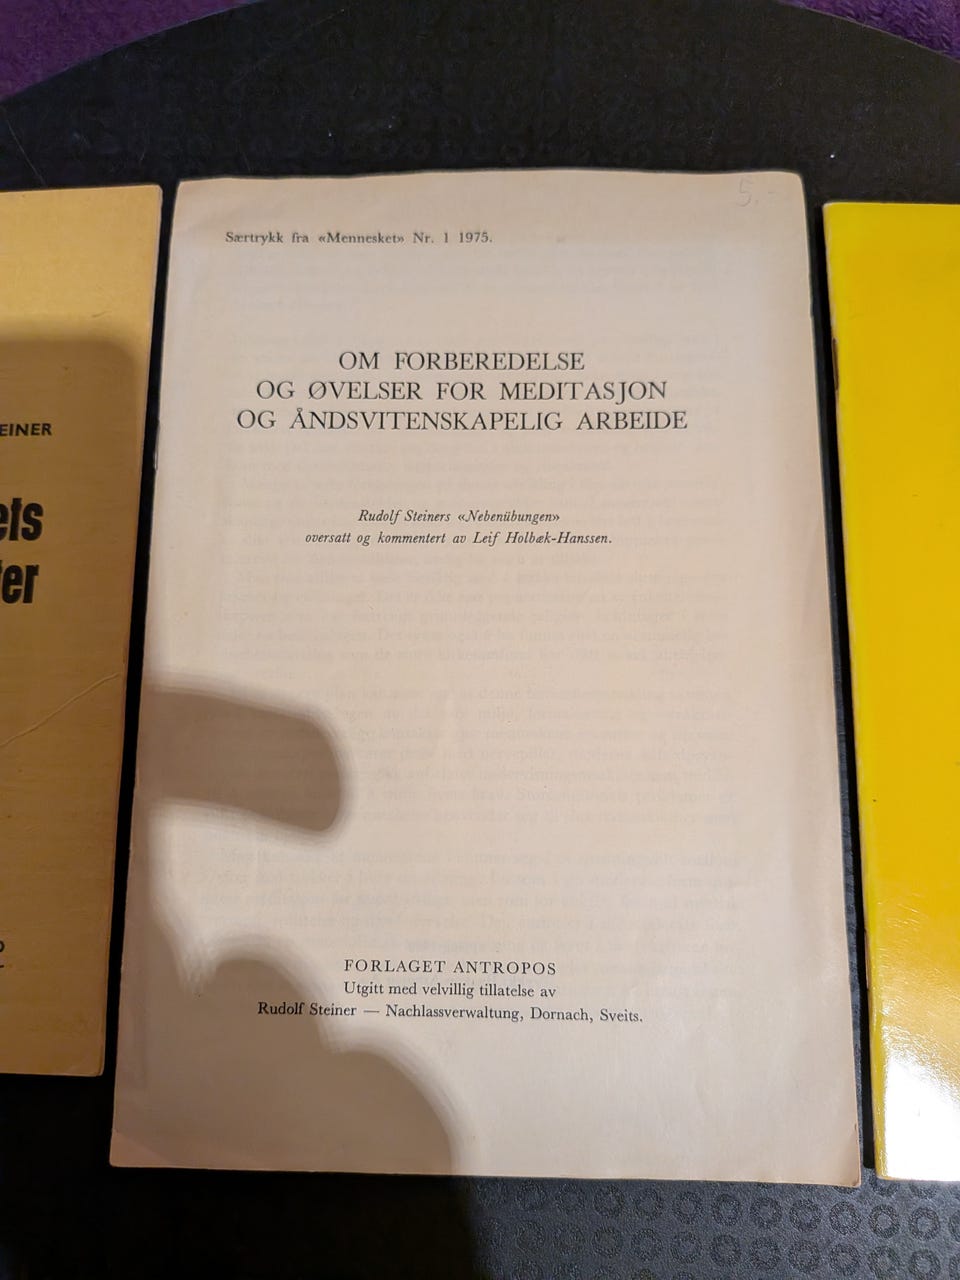 5.-
Særtrykk fra «Mennesket» Nr. 1 1975.
OM FORBEREDELSE
OG ØVELSER FOR MEDITASJON
OG ÅNDSVITENSKAPELIG ARBEIDE
Rudolf Steiners «Nebenübungen»
oversatt og kommentert av Leif Holbæk-Hanssen.
FORLAGET ANTROPOS
Utgitt med velvillig tillatelse av
Rudolf Steiner — Nachlassverwaltung, Dornach, Sveits.
EINER
ets
er